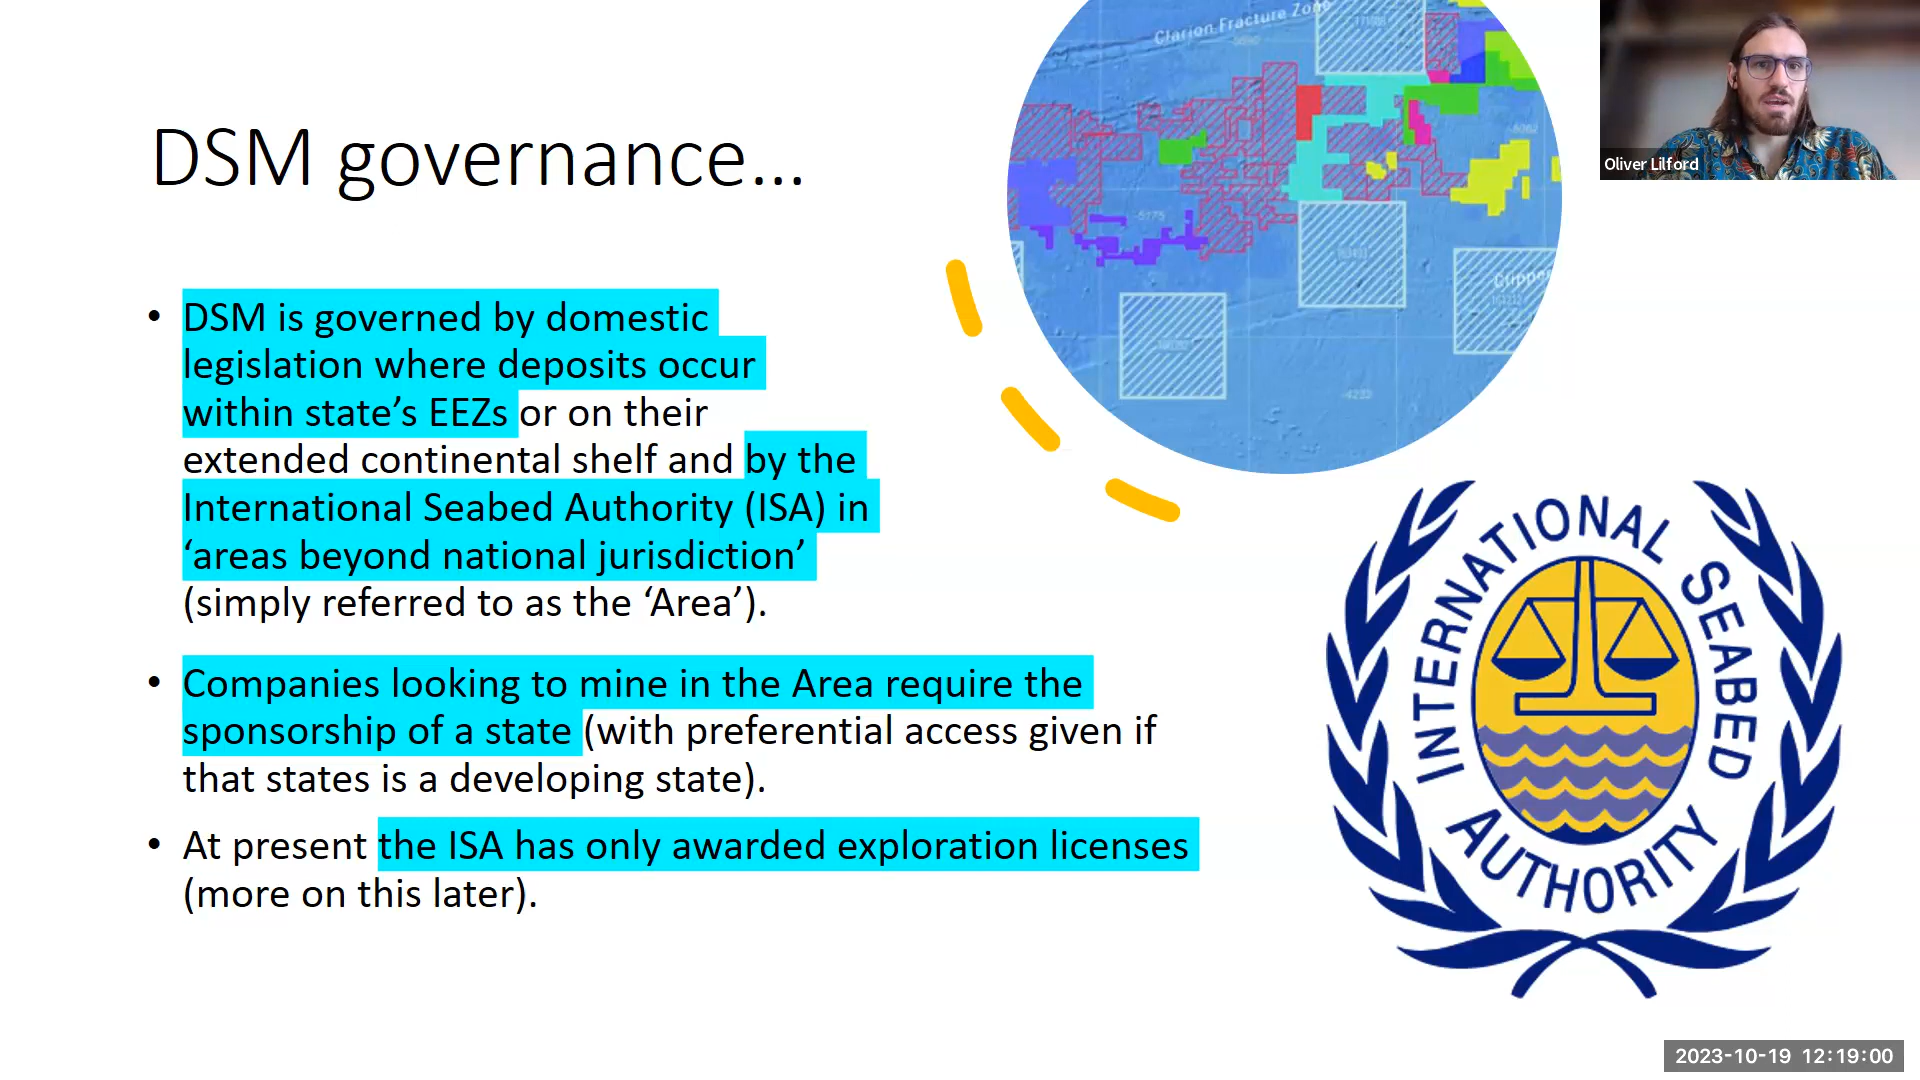 Clarion Fracture Zone
Oliver Lilford
DSM governance...
-5062
-5775
Clipper
-4233
• DSM is governed by domestic
legislation where deposits occur
within state’s EEZs or on their
extended continental shelf and by the
International Seabed Authority (ISA) in
‘areas beyond national jurisdiction’
(simply referred to as the ‘Area’).
• Companies looking to mine in the Area require the
sponsorship of a state (with preferential access given if
that states is a developing state).
• At present the ISA has only awarded exploration licenses
(more on this later).
INTERNATIONAL SEABED
AUTHORITY
2023-10-19 12:19:00